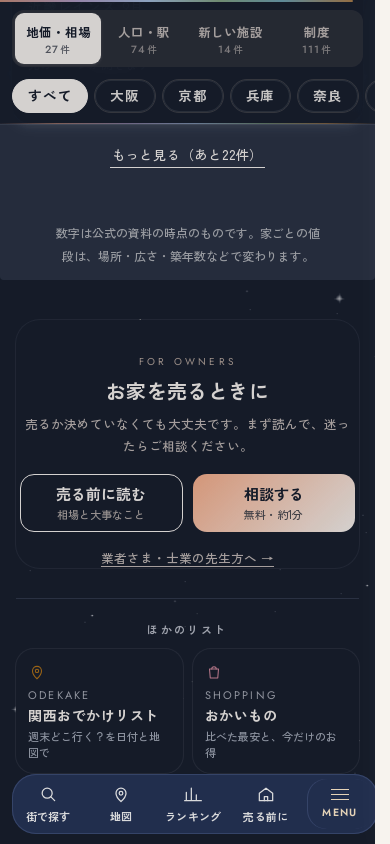 地価・相場
27 件
人口・駅
74 件
新しい施設
14 件
制度
111 件
すべて
大阪
京都
兵庫
奈良
もっと見る（あと22件）
数字は公式の資料の時点のものです。家ごとの値
段は、場所・広さ・築年数などで変わります。
FOR OWNERS
お家を売るときに
売るか決めていなくても大丈夫です。まず読んで、迷っ
たらご相談ください。
売る前に読む
相場と大事なこと
相談する
無料・約1分
業者さま・士業の先生方へ →
ほかのリスト
ODEKAKE
関西おでかけリスト
週末どこ行く？を日付と地
図で
SHOPPING
おかいもの
比べた最安と、今だけのお
得
街で探す
地図
ランキング
売る前に
MENU